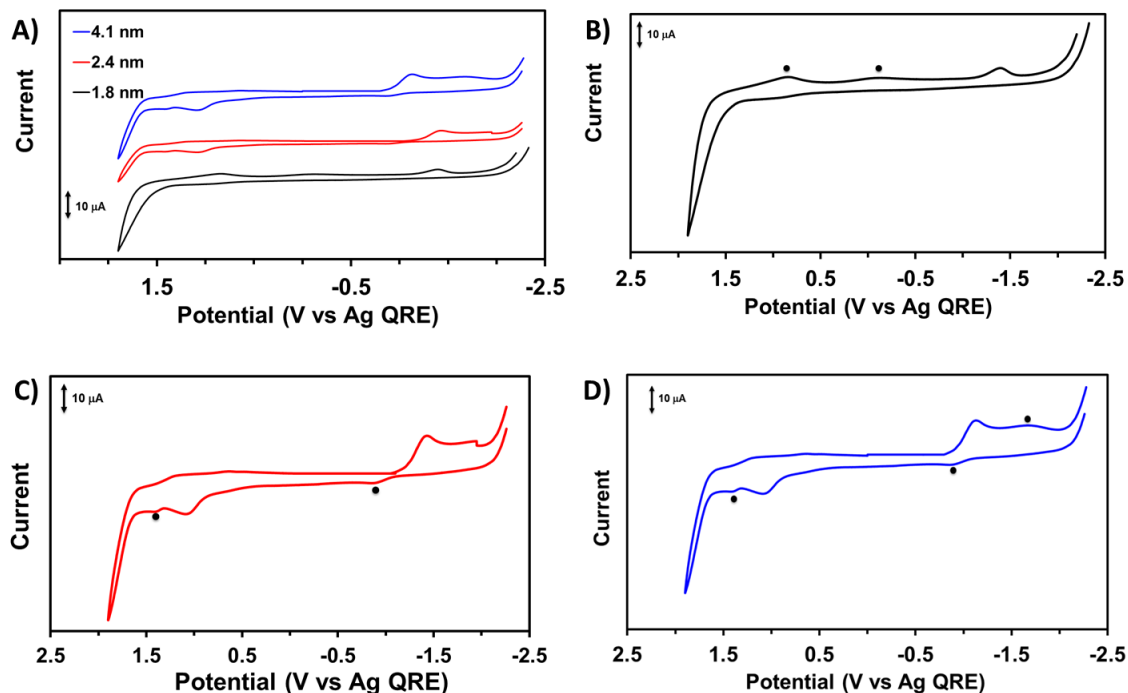 A)
4.1 nm
2.4 nm
1.8 nm
10 μA
Current
1.5 -0.5 -2.5
Potential (V vs Ag QRE)
B)
10 μA
Current
2.5 1.5 0.5 -0.5 -1.5 -2.5
Potential (V vs Ag QRE)
C)
10 μA
Current
2.5 1.5 0.5 -0.5 -1.5 -2.5
Potential (V vs Ag QRE)
D)
10 μA
Current
2.5 1.5 0.5 -0.5 -1.5 -2.5
Potential (V vs Ag QRE)